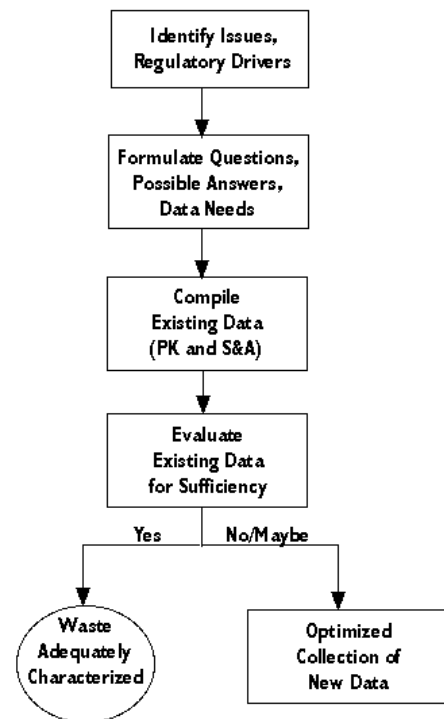 Identify Issues,
Regulatory Drivers
Formulate Questions,
Possible Answers,
Data Needs
Compile
Existing Data
(PK and S&A)
Evaluate
Existing Data
for Sufficiency
Yes
No/Maybe
Waste
Adequately
Characterized
Optimized
Collection of
New Data